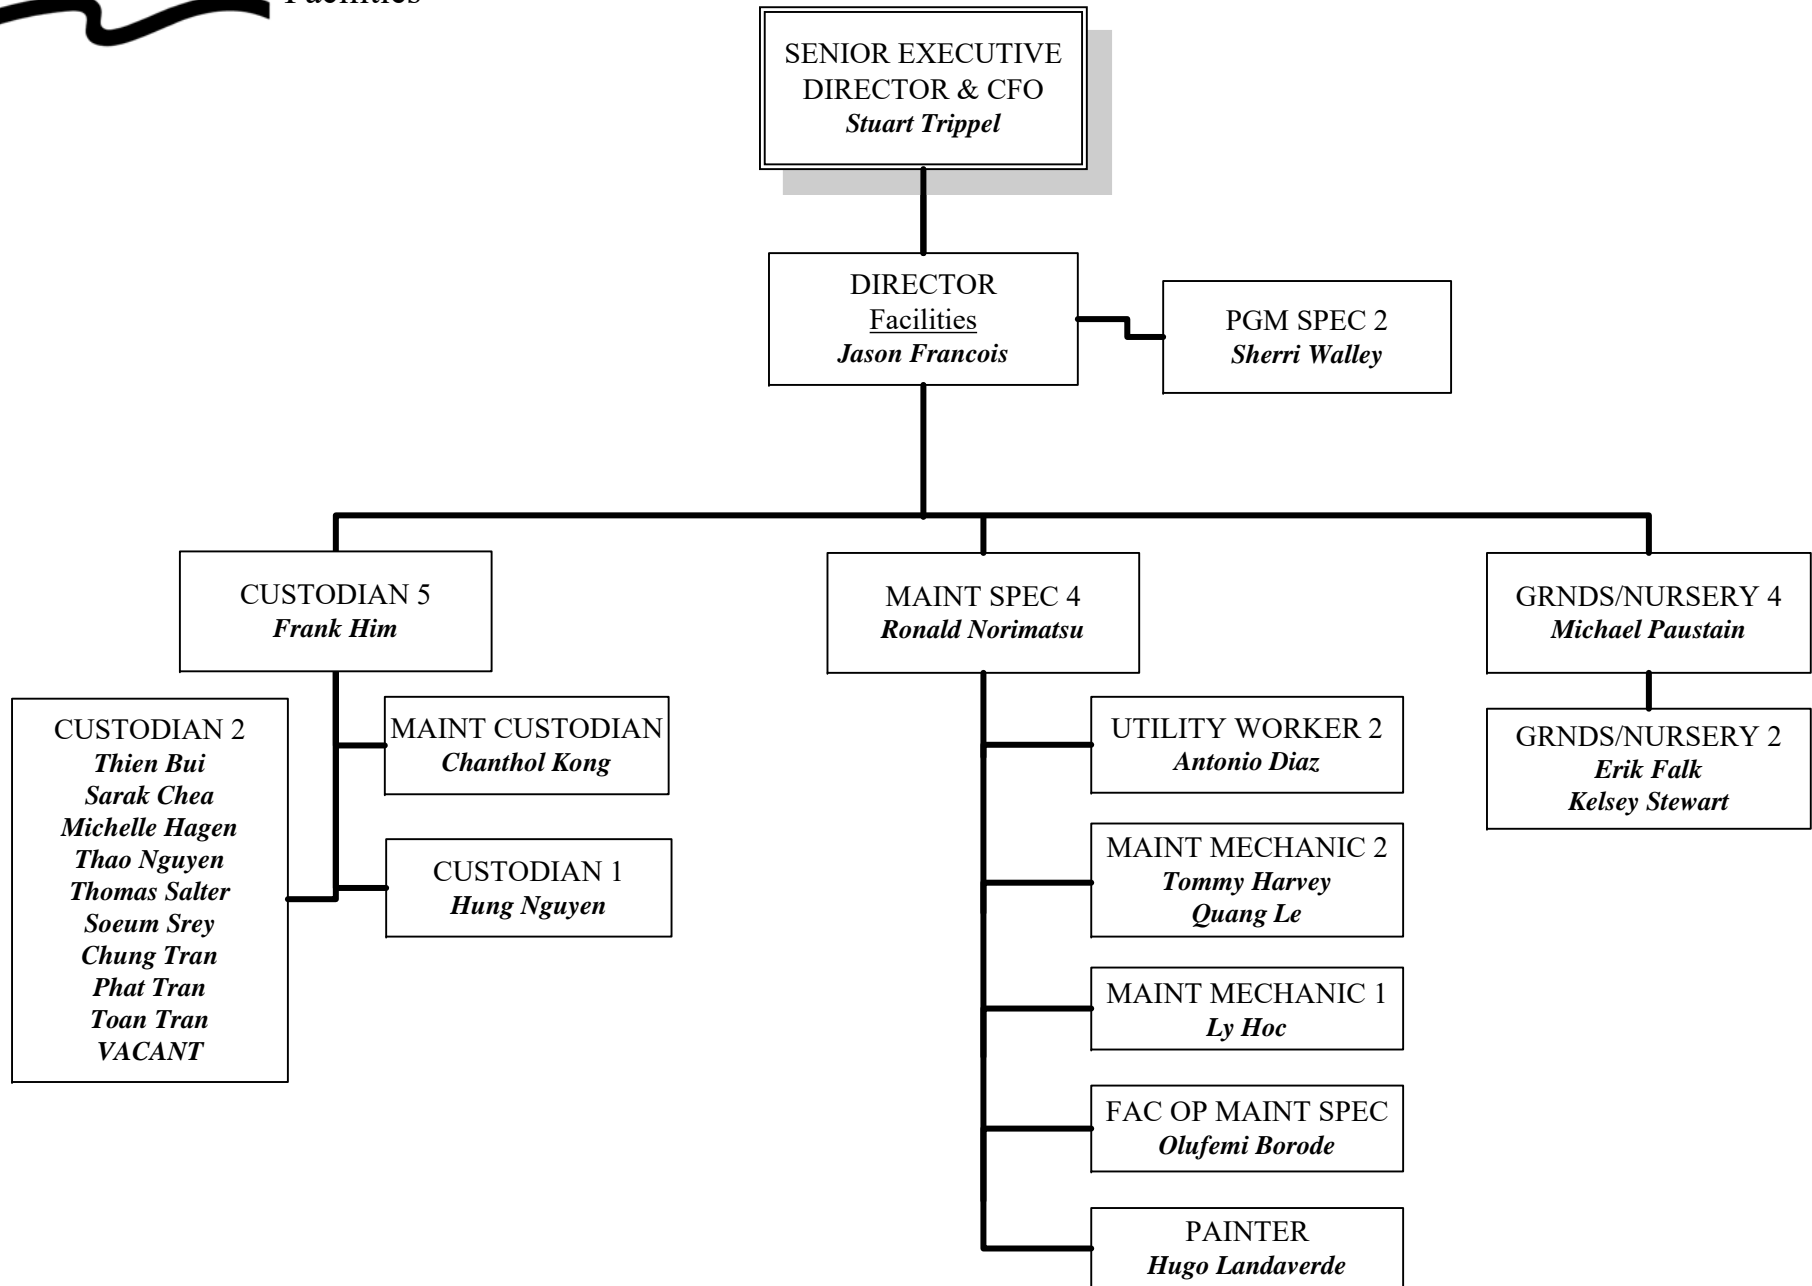 Facilities
SENIOR EXECUTIVE
DIRECTOR & CFO
Stuart Trippel
DIRECTOR
Facilities
Jason Francois
PGM SPEC 2
Sherri Walley
CUSTODIAN 5
Frank Him
MAINT SPEC 4
Ronald Norimatsu
GRNDS/NURSERY 4
Michael Paustain
CUSTODIAN 2
Thien Bui
Sarak Chea
Michelle Hagen
Thao Nguyen
Thomas Salter
Soeum Srey
Chung Tran
Phat Tran
Toan Tran
VACANT
MAINT CUSTODIAN
Chanthol Kong
CUSTODIAN 1
Hung Nguyen
UTILITY WORKER 2
Antonio Diaz
MAINT MECHANIC 2
Tommy Harvey
Quang Le
MAINT MECHANIC 1
Ly Hoc
FAC OP MAINT SPEC
Olufemi Borode
PAINTER
Hugo Landaverde
GRNDS/NURSERY 2
Erik Falk
Kelsey Stewart